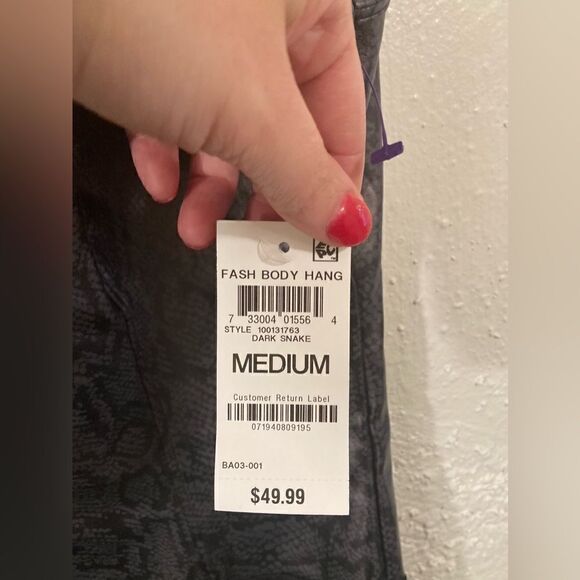 FASH BODY HANG
7 33004 01556 4
STYLE 100131763
DARK SNAKE
MEDIUM
Customer Return Label
071940809195
BA03-001
$49.99